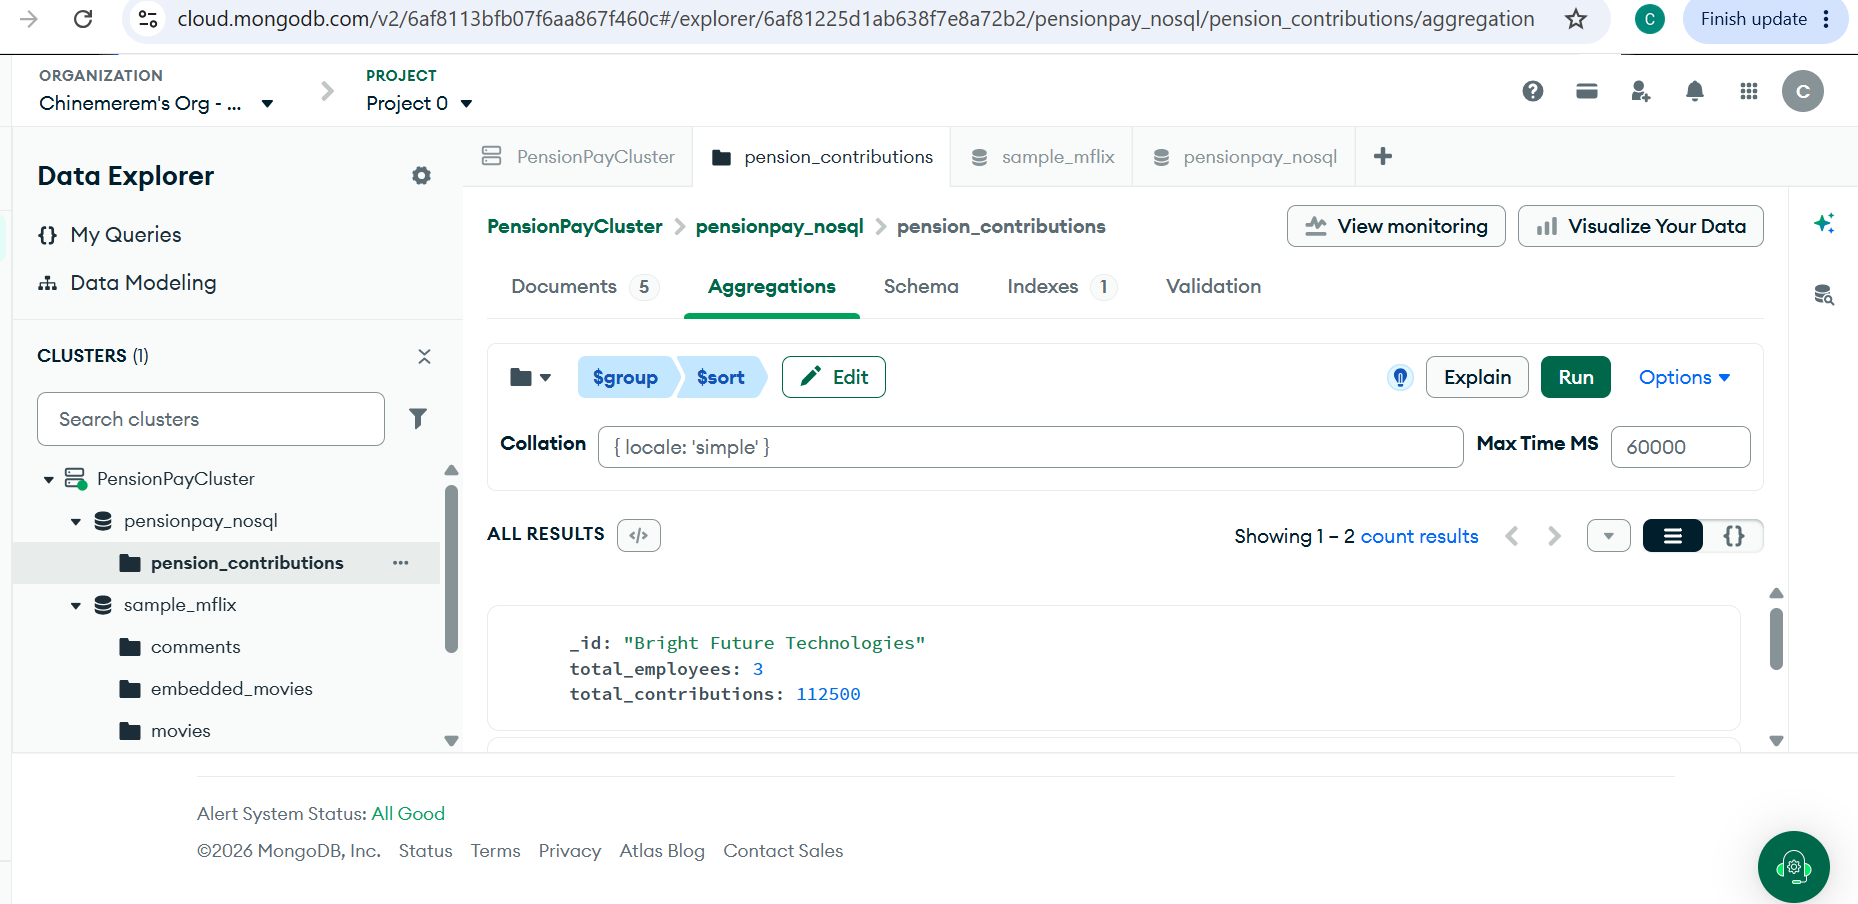 cloud.mongodb.com/v2/6af8113bfb07f6aa867f460c#/explorer/6af81225d1ab638f7e8a72b2/pensionpay_nosql/pension_contributions/aggregation
C
Finish update
ORGANIZATION
Chinemerem's Org - ...
PROJECT
Project 0
C
Data Explorer
My Queries
Data Modeling
CLUSTERS (1)
Search clusters
PensionPayCluster
pensionpay_nosql
pension_contributions
sample_mflix
comments
embedded_movies
movies
PensionPayCluster
pension_contributions
sample_mflix
pensionpay_nosql
PensionPayCluster > pensionpay_nosql > pension_contributions
View monitoring
Visualize Your Data
Documents 5
Aggregations
Schema
Indexes 1
Validation
$group
$sort
Edit
Explain
Run
Options
Collation
{ locale: 'simple' }
Max Time MS
60000
ALL RESULTS
</>
Showing 1 – 2 count results
{}
_id: "Bright Future Technologies"
total_employees: 3
total_contributions: 112500
Alert System Status: All Good
©2026 MongoDB, Inc.
Status
Terms
Privacy
Atlas Blog
Contact Sales